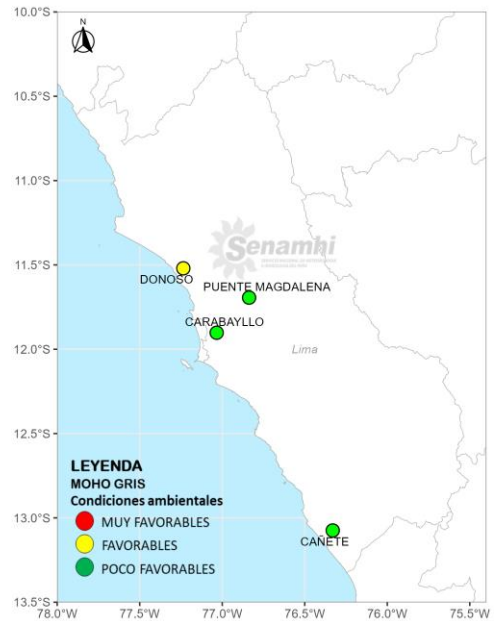 10.0°S
N
10.5°S
11.0°S
Senamhi
11.5°S
DONOSO
PUENTE MAGDALENA
CARABAYLLO
12.0°S
Lima
12.5°S
LEYENDA
MOHO GRIS
Condiciones ambientales
MUY FAVORABLES
FAVORABLES
POCO FAVORABLES
13.0°S
CAÑETE
13.5°S
78.0°W 77.5°W 77.0°W 76.5°W 76.0°W 75.5°W